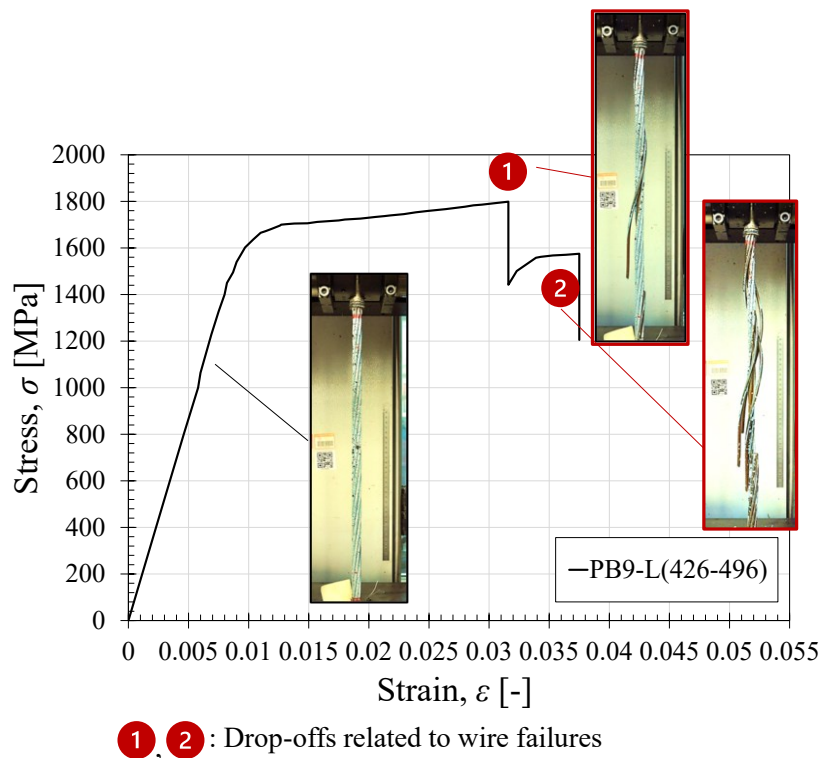 1
2000
1800
1600
1400
1200
1000
800
600
400
200
0
Stress, σ [MPa]
2
PB9-L(426-496)
0 0.005 0.01 0.015 0.02 0.025 0.03 0.035 0.04 0.045 0.05 0.055
Strain, ε [-]
1, 2: Drop-offs related to wire failures